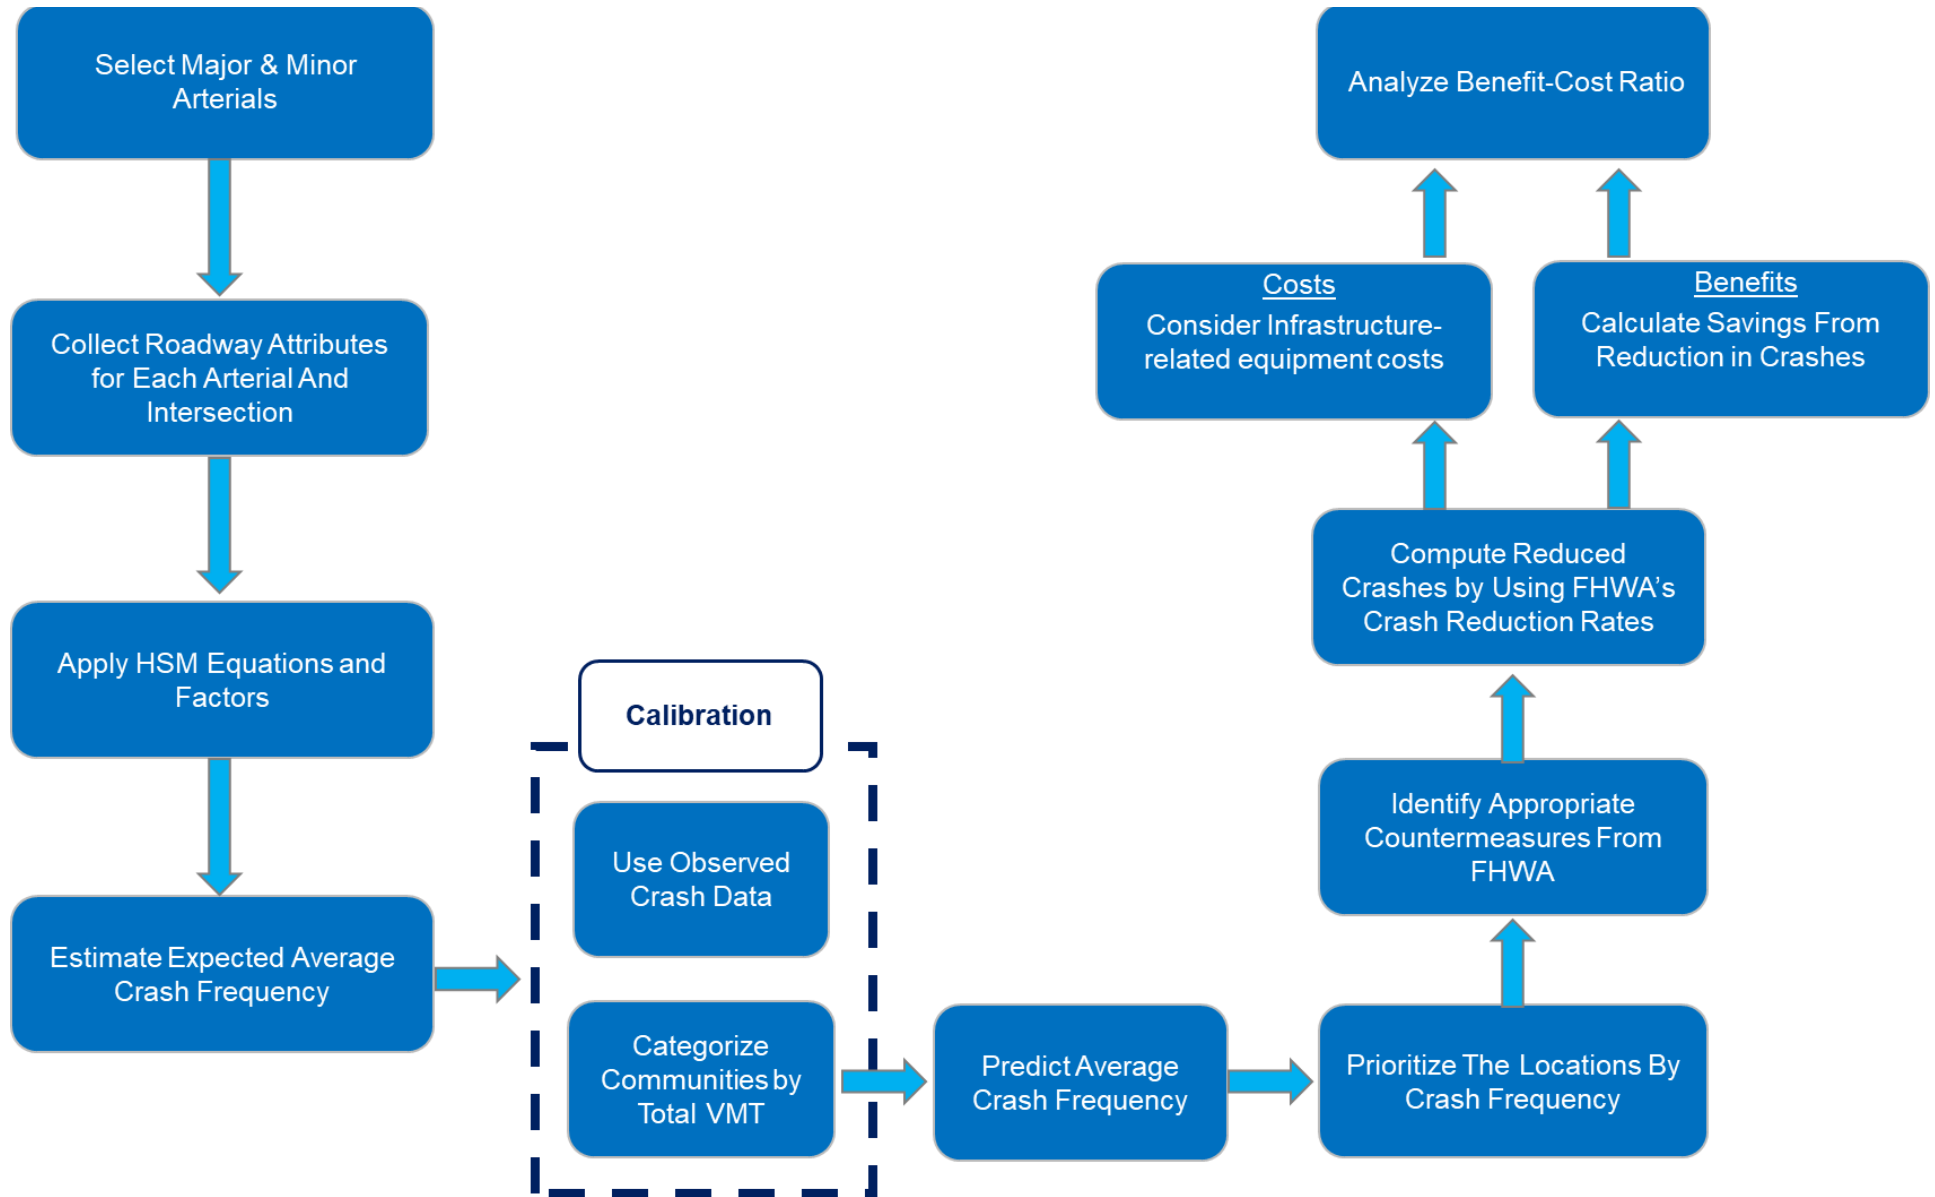 Select Major & Minor
Arterials
Collect Roadway Attributes
for Each Arterial And
Intersection
Apply HSM Equations and
Factors
Estimate Expected Average
Crash Frequency
Calibration
Use Observed
Crash Data
Categorize
Communities by
Total VMT
Predict Average
Crash Frequency
Prioritize The Locations By
Crash Frequency
Identify Appropriate
Countermeasures From
FHWA
Compute Reduced
Crashes by Using FHWA's
Crash Reduction Rates
Costs
Consider Infrastructure-
related equipment costs
Benefits
Calculate Savings From
Reduction in Crashes
Analyze Benefit-Cost Ratio